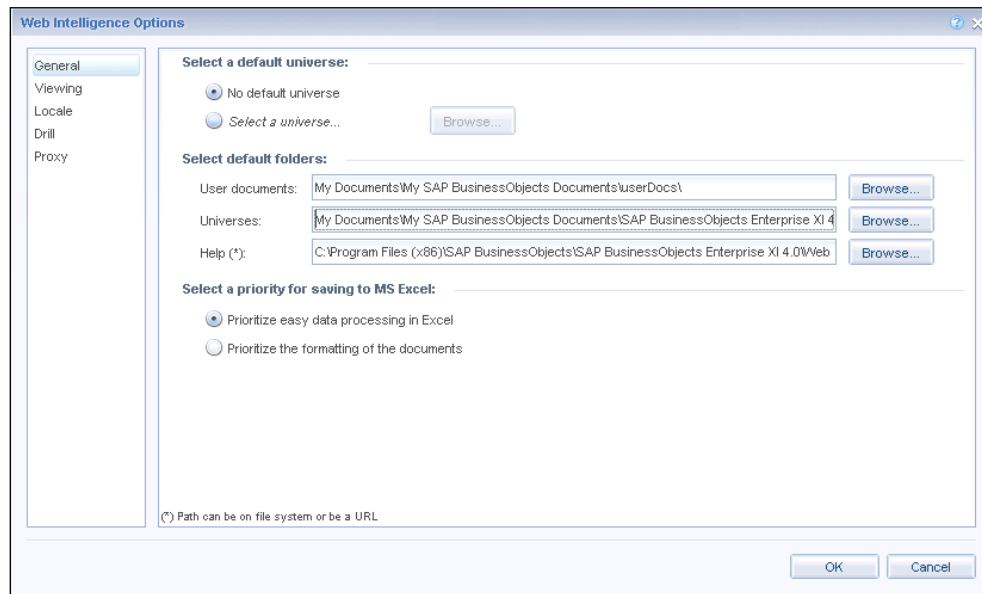 Web Intelligence Options
General
Viewing
Locale
Drill
Proxy
Select a default universe:
No default universe
Select a universe...
Browse...
Select default folders:
User documents: My Documents\My SAP BusinessObjects Documents\userDocs\ Browse...
Universes: My Documents\My SAP BusinessObjects Documents\SAP BusinessObjects Enterprise XI 4 Browse...
Help (*): C:\Program Files (x86)\SAP BusinessObjects\SAP BusinessObjects Enterprise XI 4.0\Web Browse...
Select a priority for saving to MS Excel:
Prioritize easy data processing in Excel
Prioritize the formatting of the documents
(*) Path can be on file system or be a URL
OK Cancel